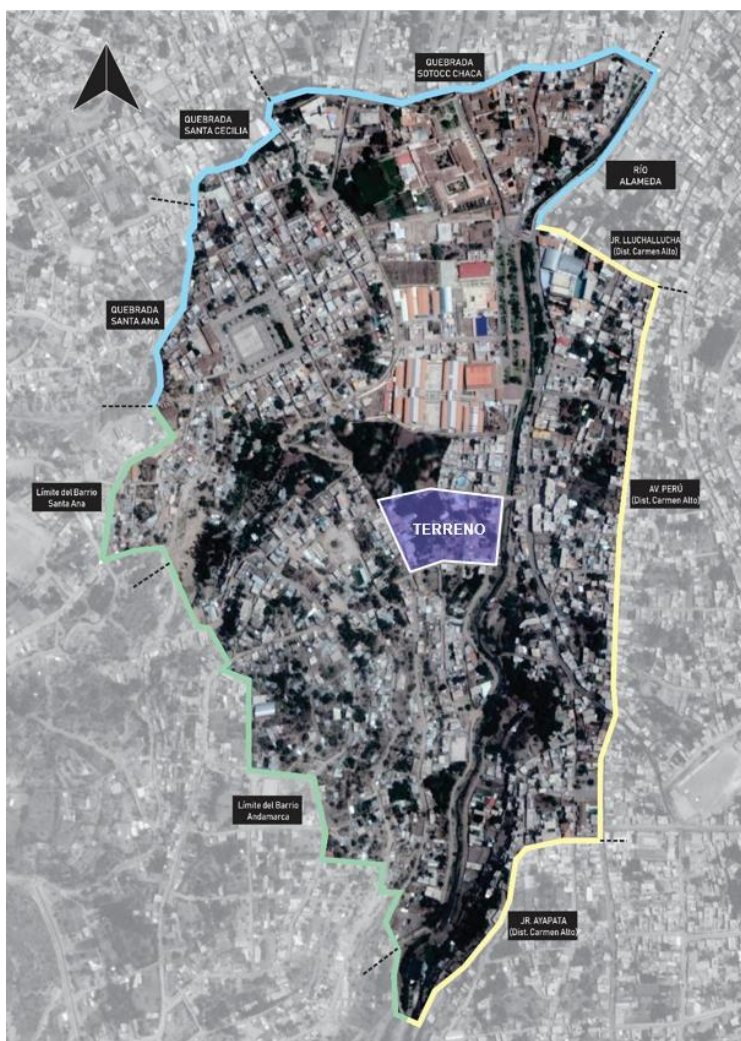 QUEBRADA
SOTOCC CHACA
QUEBRADA
SANTA CECILIA
RÍO
ALAMEDA
JR. LLUCHALLUCHA
(Dist. Carmen Alto)
QUEBRADA
SANTA ANA
Límite del Barrio
Santa Ana
AV. PERÚ
(Dist. Carmen Alto)
TERRENO
Límite del Barrio
Andamarca
JR. AYAPATA
(Dist. Carmen Alto)